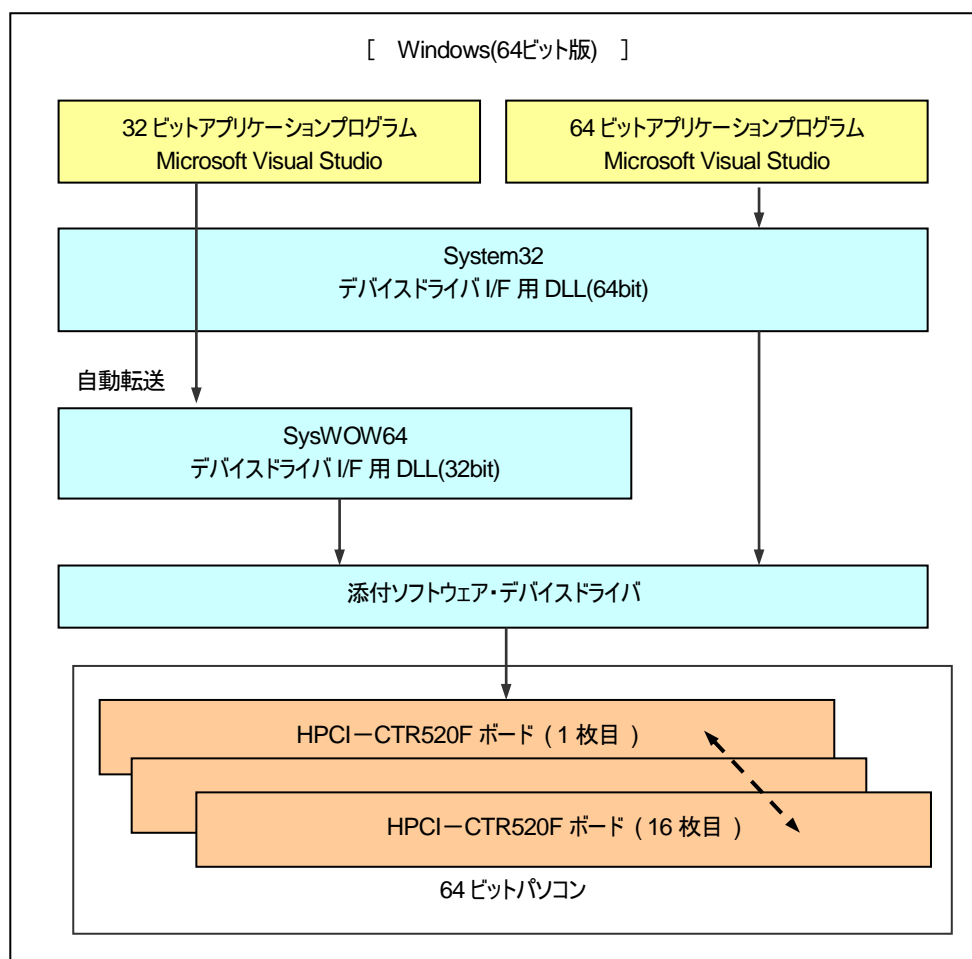 [ Windows(64ビット版) ]
32 ビットアプリケーションプログラム
Microsoft Visual Studio
64 ビットアプリケーションプログラム
Microsoft Visual Studio
System32
デバイスドライバ I/F 用 DLL(64bit)
自動転送
SysWOW64
デバイスドライバ I/F 用 DLL(32bit)
添付ソフトウェア・デバイスドライバ
HPCI－CTR520F ボード ( 1 枚目 )
HPCI－CTR520F ボード ( 16 枚目 )
64 ビットパソコン